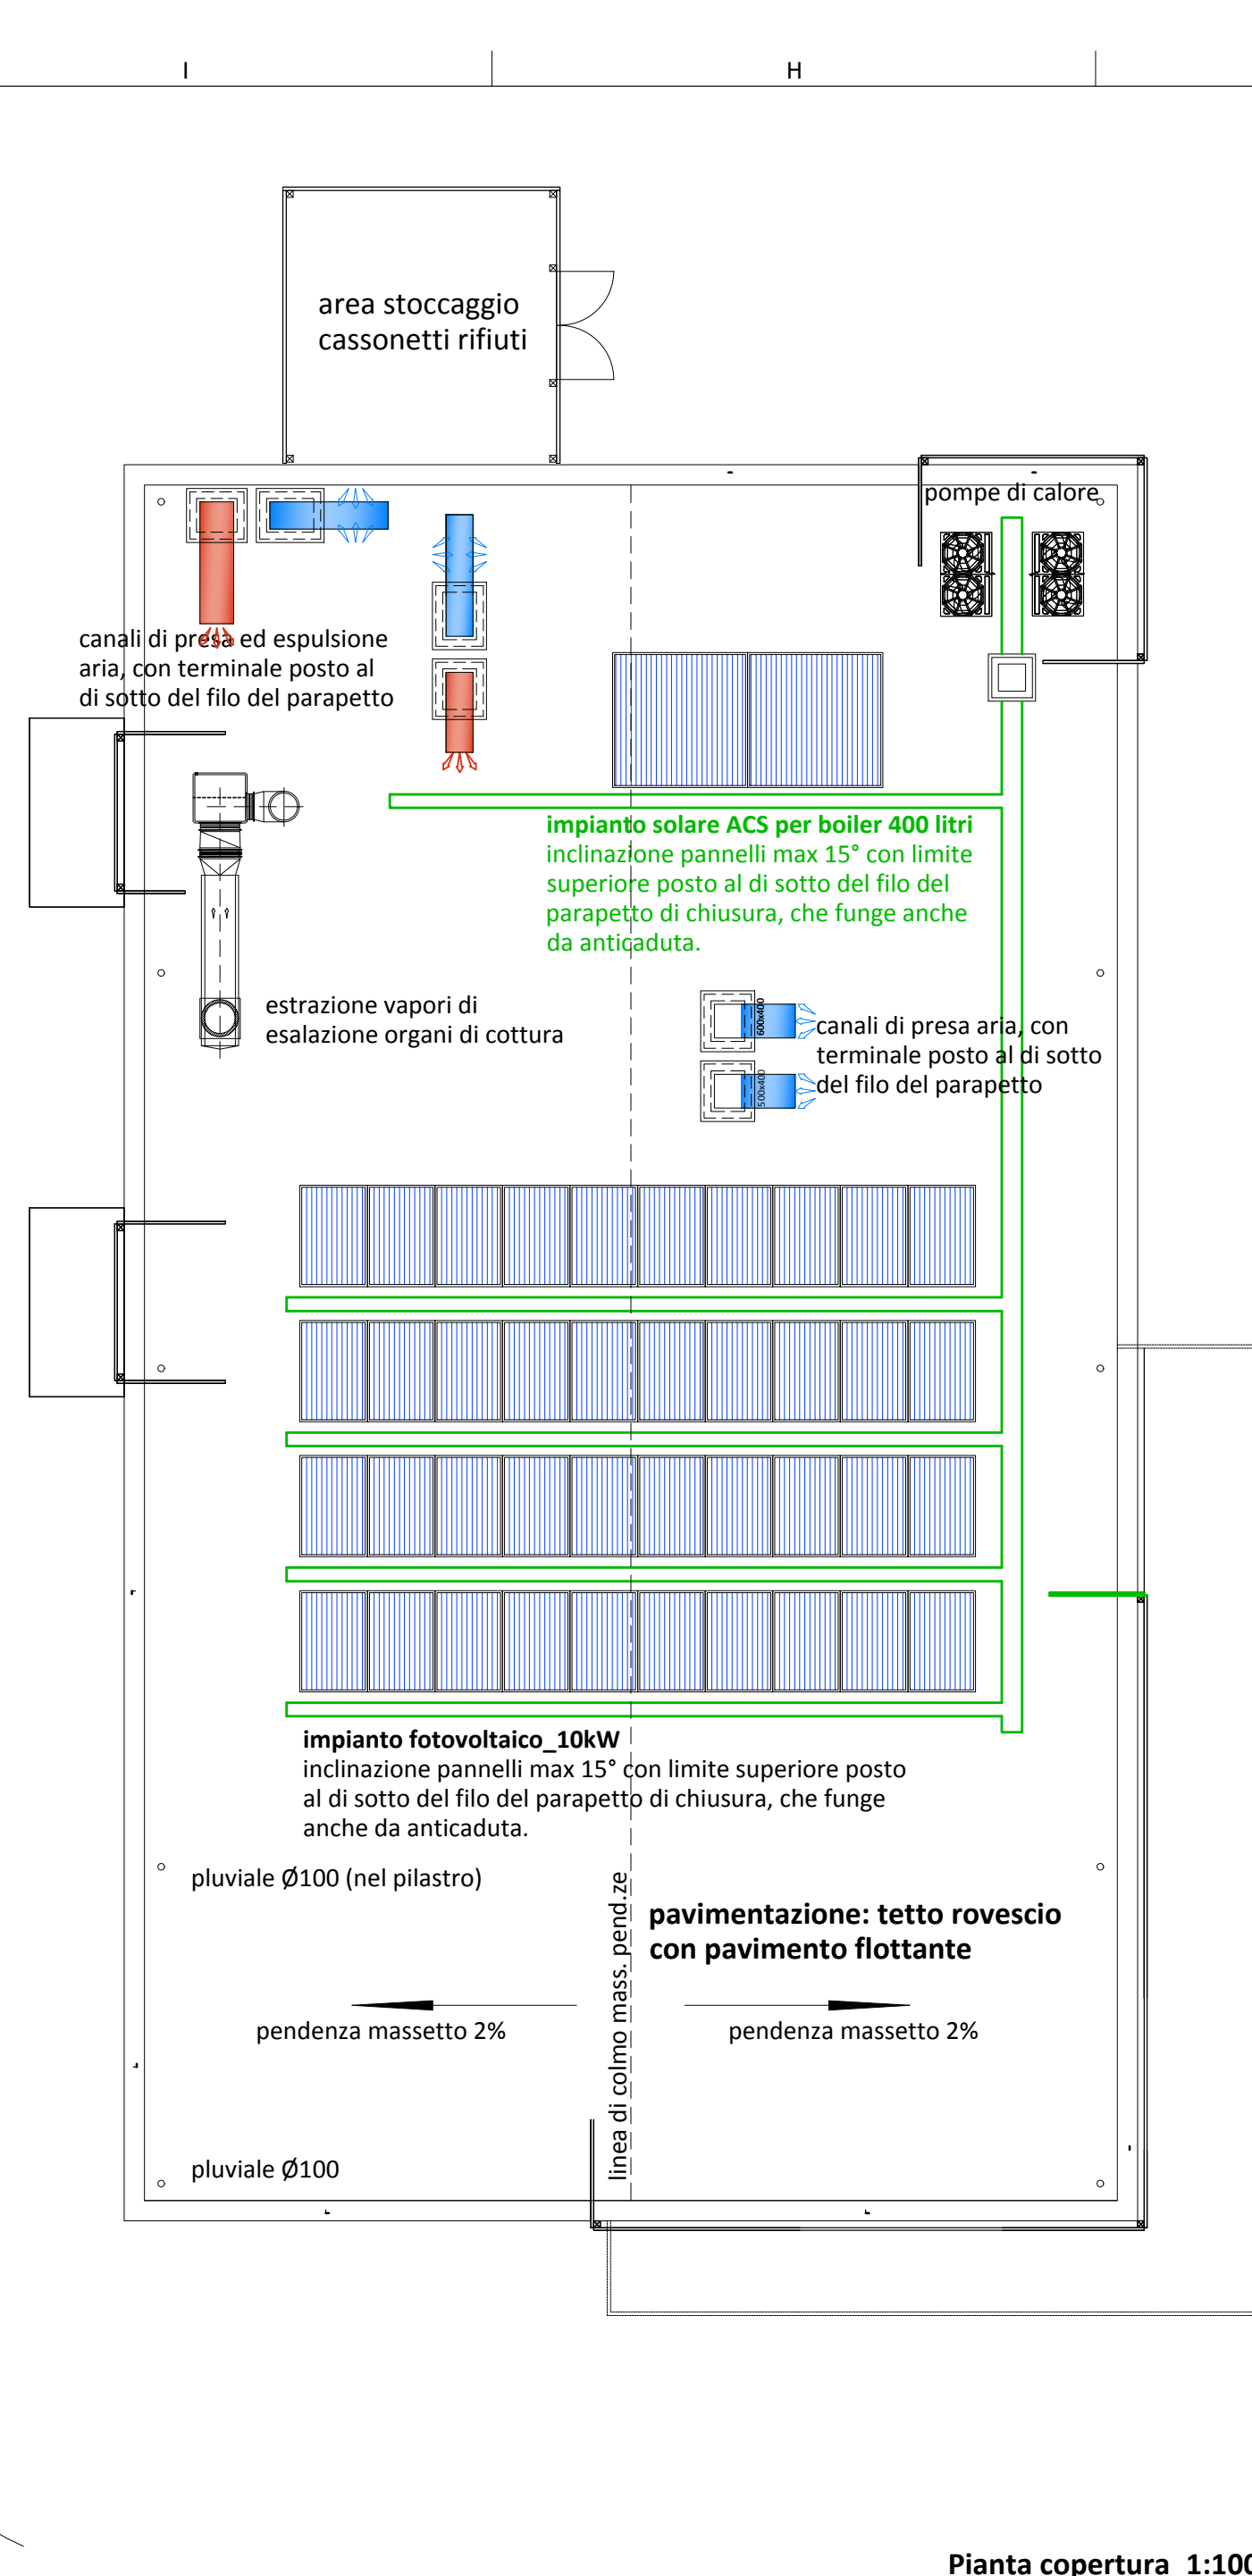 I
H
area stoccaggio
cassonetti rifiuti
pompe di calore
canali di presa ed espulsione
aria, con terminale posto al
di sotto del filo del parapetto
impianto solare ACS per boiler 400 litri
inclinazione pannelli max 15° con limite
superiore posto al di sotto del filo del
parapetto di chiusura, che funge anche
da anticaduta.
estrazione vapori di
esalazione organi di cottura
600x400
500x400
canali di presa aria, con
terminale posto al di sotto
del filo del parapetto
impianto fotovoltaico_10kW
inclinazione pannelli max 15° con limite superiore posto
al di sotto del filo del parapetto di chiusura, che funge
anche da anticaduta.
pluviale Ø100 (nel pilastro)
linea di colmo mass. pend.ze
pavimentazione: tetto rovescio
con pavimento flottante
pendenza massetto 2%
pendenza massetto 2%
pluviale Ø100
Pianta copertura_1:100